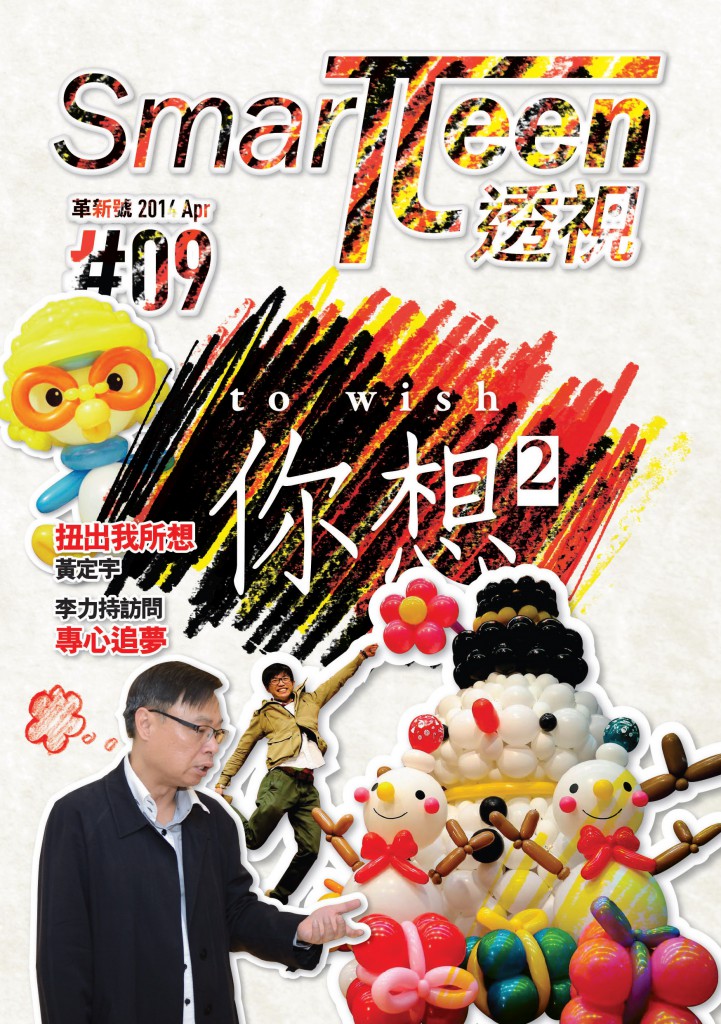 SmarTeen
透視
革新號 2014 Apr
#09
to wish
你想²
扭出我所想
黃定宇
李力持訪問
專心追夢